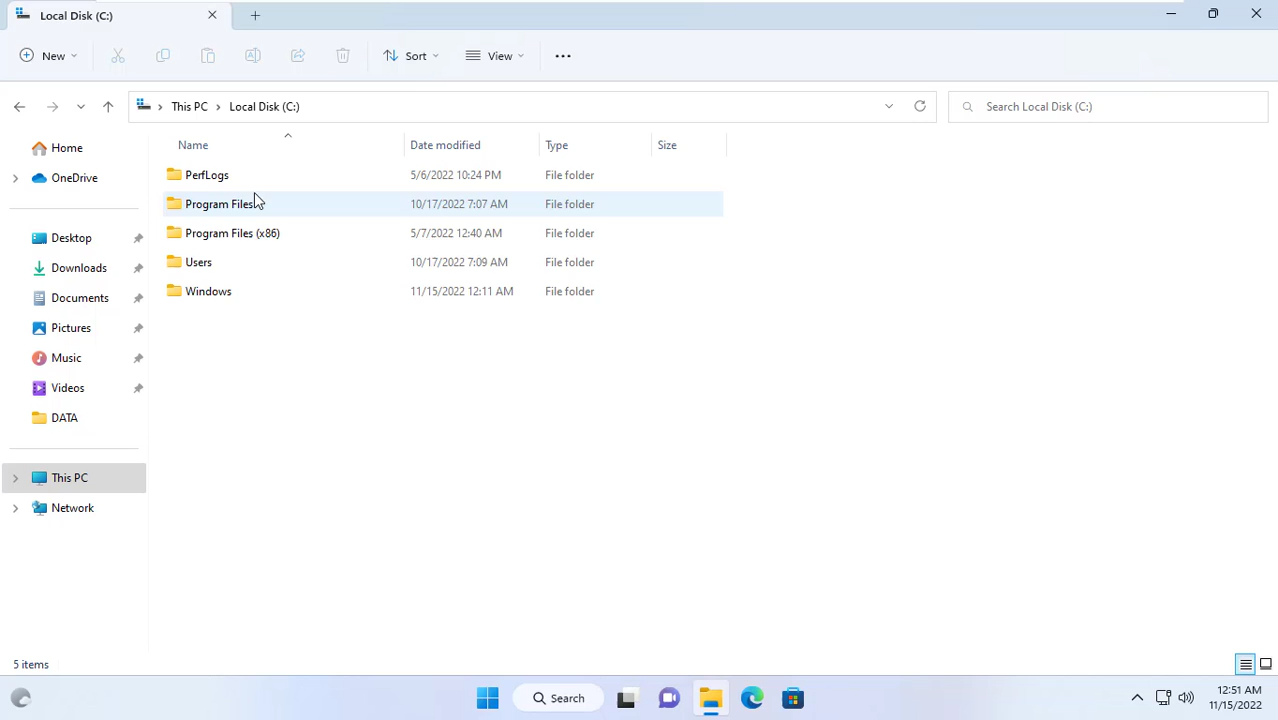 Local Disk (C:)
New Sort View
This PC Local Disk (C:) Search Local Disk (C:)
Name Date modified Type Size
Home
OneDrive
Desktop
Downloads
Documents
Pictures
Music
Videos
DATA
This PC
Network
PerfLogs 5/6/2022 10:24 PM File folder
Program Files 10/17/2022 7:07 AM File folder
Program Files (x86) 5/7/2022 12:40 AM File folder
Users 10/17/2022 7:09 AM File folder
Windows 11/15/2022 12:11 AM File folder
5 items
Search
12:51 AM
11/15/2022